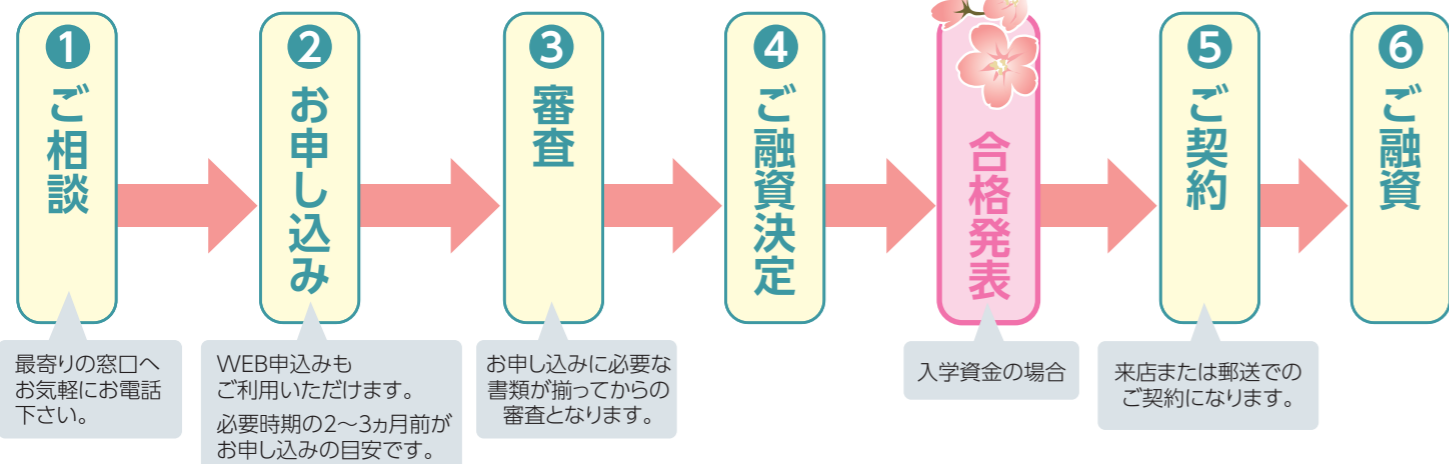 ❶ご相談
❷お申し込み
❸審査
❹ご融資決定
合格発表
❺ご契約
❻ご融資
最寄りの窓口へ
お気軽にお電話
下さい。
WEB申込みも
ご利用いただけます。
必要時期の2〜3ヵ月前が
お申し込みの目安です。
お申し込みに必要な
書類が揃ってからの
審査となります。
入学資金の場合
来店または郵送での
ご契約になります。